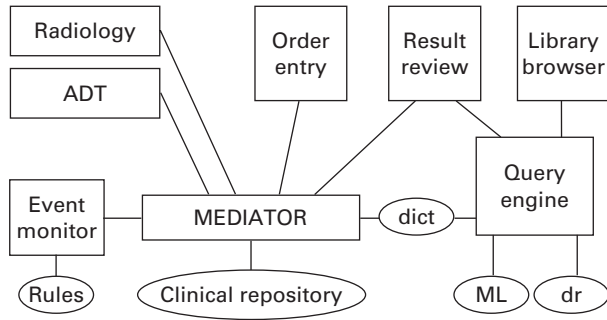 Radiology
ADT
Order
entry
Result
review
Library
browser
Event
monitor
MEDIATOR
dict
Query
engine
Rules
Clinical repository
ML
dr